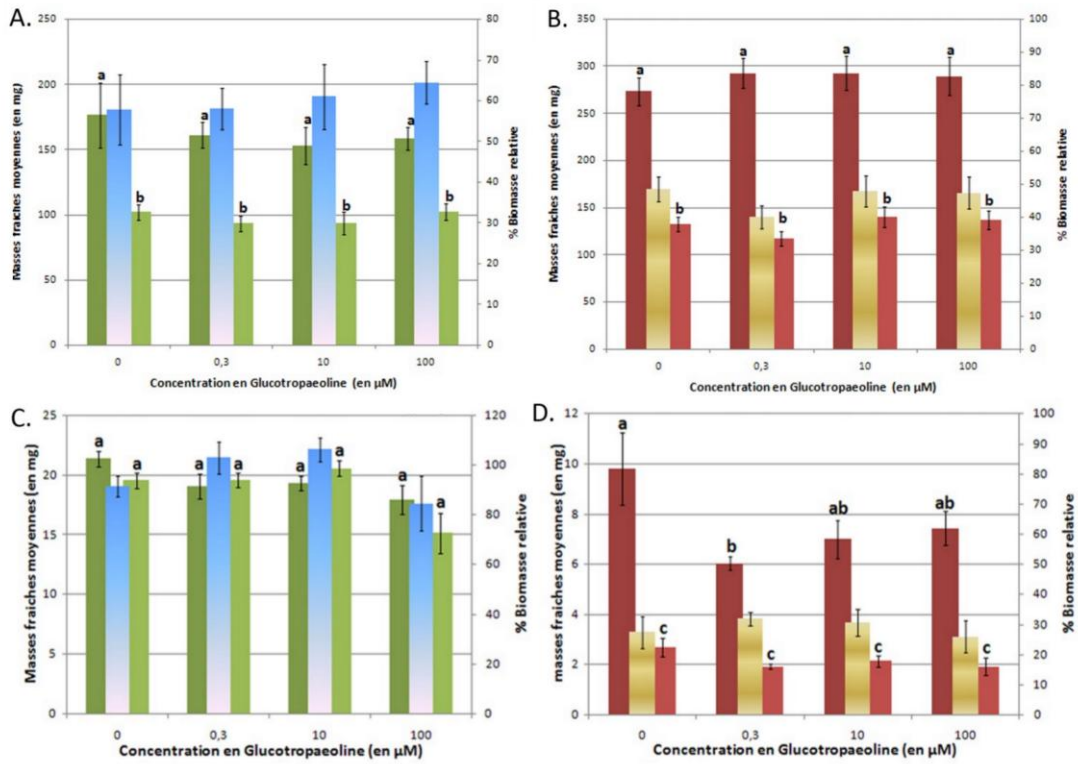 A.
250
200
150
100
50
0
Masses fraiches moyennes (en mg)
a
a
a
a
b
b
b
b
80
70
60
50
40
30
20
10
0
% Biomasse relative
0 0,3 10 100
Concentration en Glucotropaeoline (en µM)
B.
350
300
250
200
150
100
50
0
Masses fraiches moyennes (en mg)
a
a
a
a
b
b
b
b
100
90
80
70
60
50
40
30
20
10
0
% Biomasse relative
0 0,3 10 100
Concentration en Glucotropaeoline (en µM)
C.
25
20
15
10
5
0
Masses fraiches moyennes (en mg)
a a
a a
a a
a a
120
100
80
60
40
20
0
% Biomasse relative
0 0,3 10 100
Concentration en Glucotropaeoline (en µM)
D.
12
10
8
6
4
2
0
masses fraiches moyennes (en mg)
a
b
ab
ab
c
c
c
c
100
90
80
70
60
50
40
30
20
10
0
% Biomasse relative
0 0,3 10 100
Concentration en Glucotropaeoline (en µM)